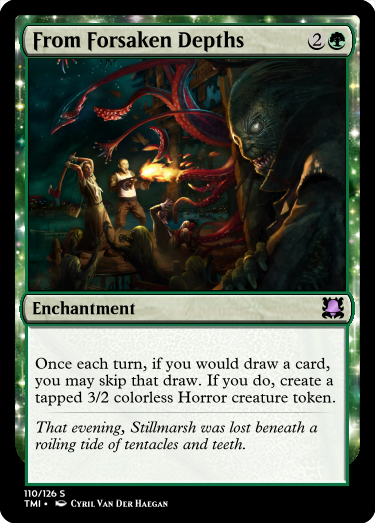 From Forsaken Depths 2
Enchantment
Once each turn, if you would draw a card,
you may skip that draw. If you do, create a
tapped 3/2 colorless Horror creature token.
That evening, Stillmarsh was lost beneath a
roiling tide of tentacles and teeth.
110/126 S
TMI • Cyril Van Der Haegan